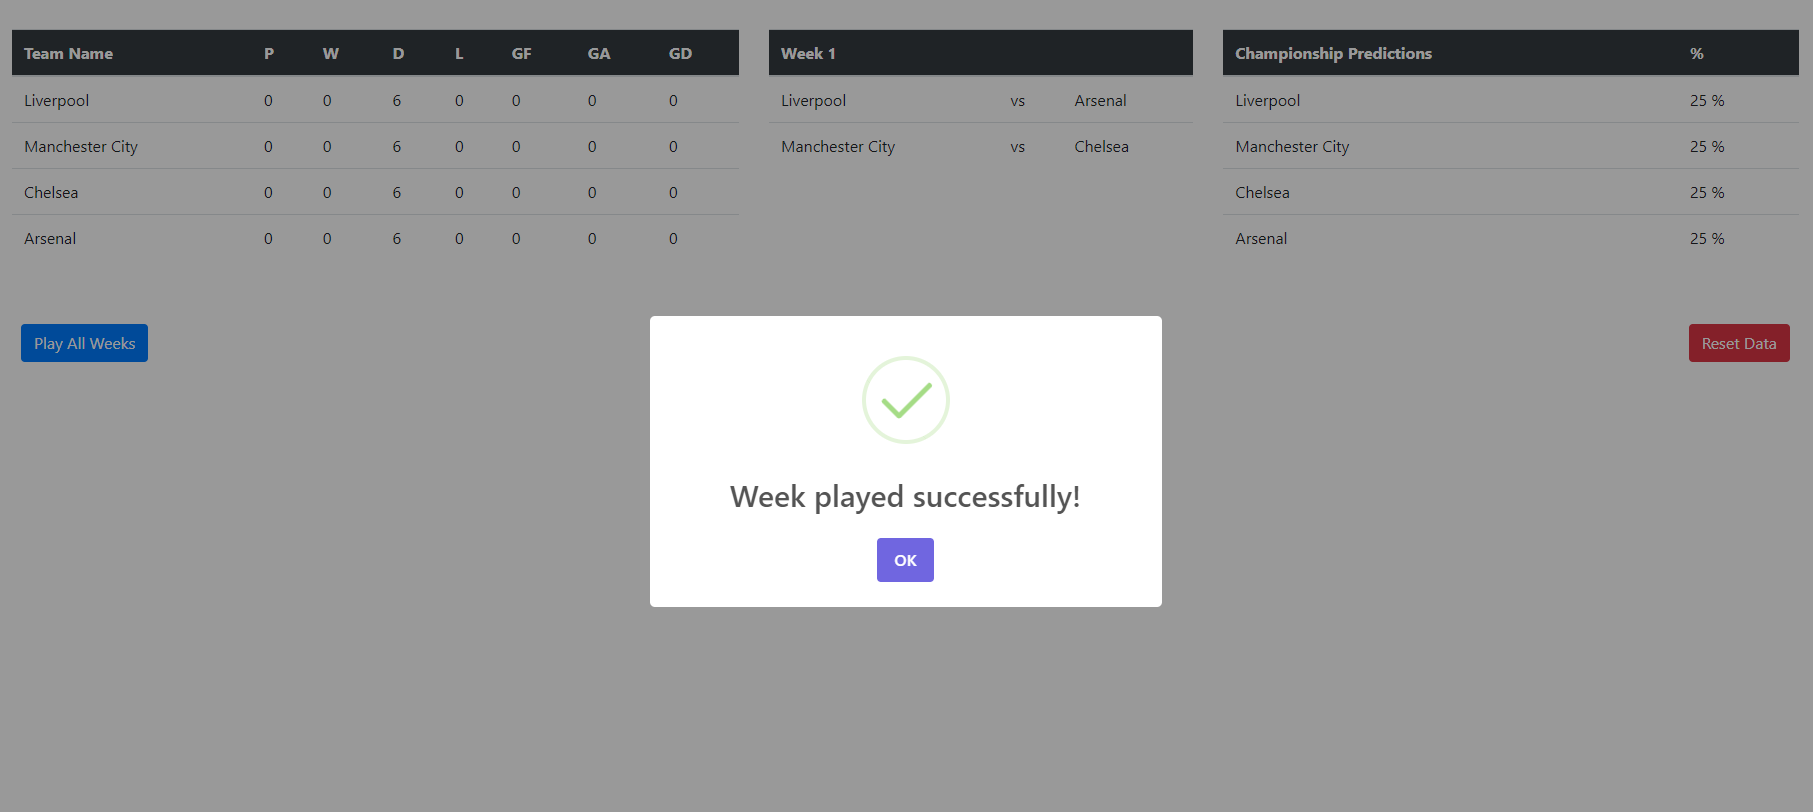 Team Name P W D L GF GA GD
Liverpool 0 0 6 0 0 0 0
Manchester City 0 0 6 0 0 0 0
Chelsea 0 0 6 0 0 0 0
Arsenal 0 0 6 0 0 0 0
Week 1
Liverpool vs Arsenal
Manchester City vs Chelsea
Championship Predictions %
Liverpool 25 %
Manchester City 25 %
Chelsea 25 %
Arsenal 25 %
Play All Weeks
Reset Data
Week played successfully!
OK